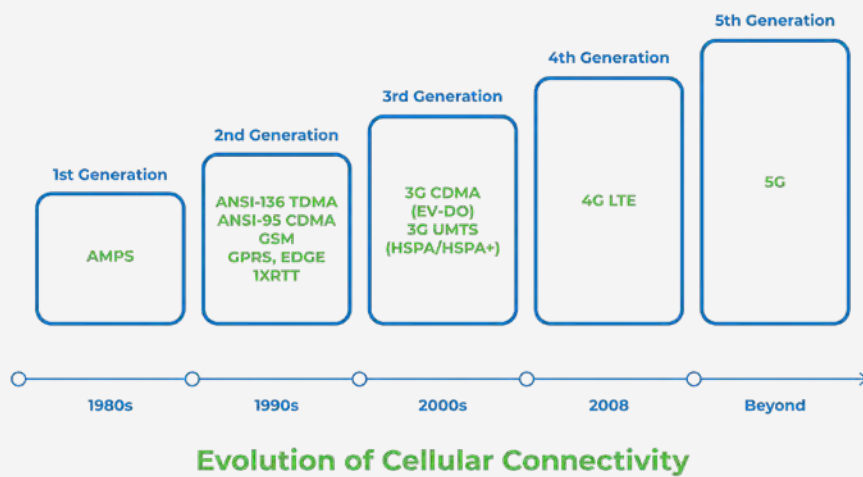 1st Generation
AMPS
2nd Generation
ANSI-136 TDMA
ANSI-95 CDMA
GSM
GPRS, EDGE
1XRTT
3rd Generation
3G CDMA
(EV-DO)
3G UMTS
(HSPA/HSPA+)
4th Generation
4G LTE
5th Generation
5G
1980s
1990s
2000s
2008
Beyond
Evolution of Cellular Connectivity